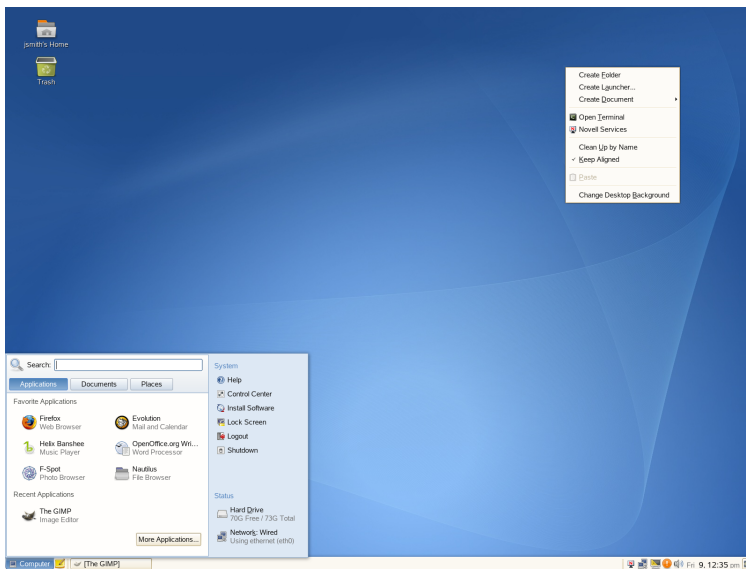 jsmith's Home
Trash
Create Folder
Create Launcher...
Create Document
Open Terminal
Novell Services
Clean Up by Name
Keep Aligned
Paste
Change Desktop Background
Search:
Applications
Documents
Places
Favorite Applications
Firefox
Web Browser
Evolution
Mail and Calendar
Helix Banshee
Music Player
OpenOffice.org Wri...
Word Processor
F-Spot
Photo Browser
Nautilus
File Browser
Recent Applications
The GIMP
Image Editor
More Applications...
System
Help
Control Center
Install Software
Lock Screen
Logout
Shutdown
Status
Hard Drive
70G Free / 73G Total
Network: Wired
Using ethernet (eth0)
Computer
[The GIMP]
Fri 9, 12:35 pm